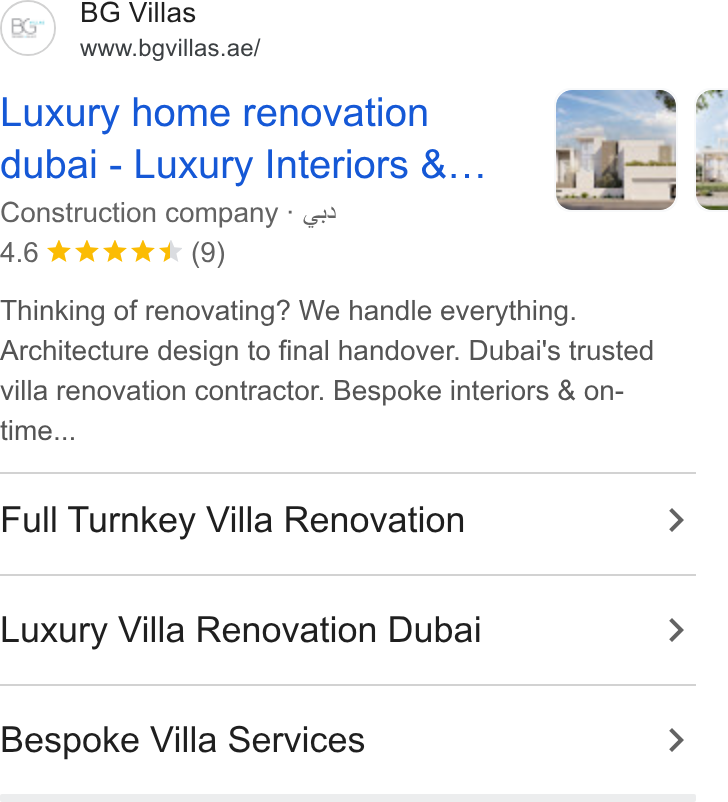 BG
BG Villas
www.bgvillas.ae/
Luxury home renovation
dubai - Luxury Interiors &…
Construction company · دبي
4.6 (9)
Thinking of renovating? We handle everything.
Architecture design to final handover. Dubai's trusted
villa renovation contractor. Bespoke interiors & on-
time...
Full Turnkey Villa Renovation
Luxury Villa Renovation Dubai
Bespoke Villa Services